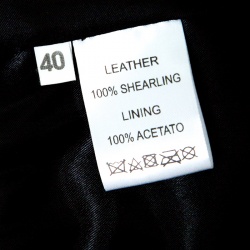 40
LEATHER
100% SHEARLING
LINING
100% ACETATO